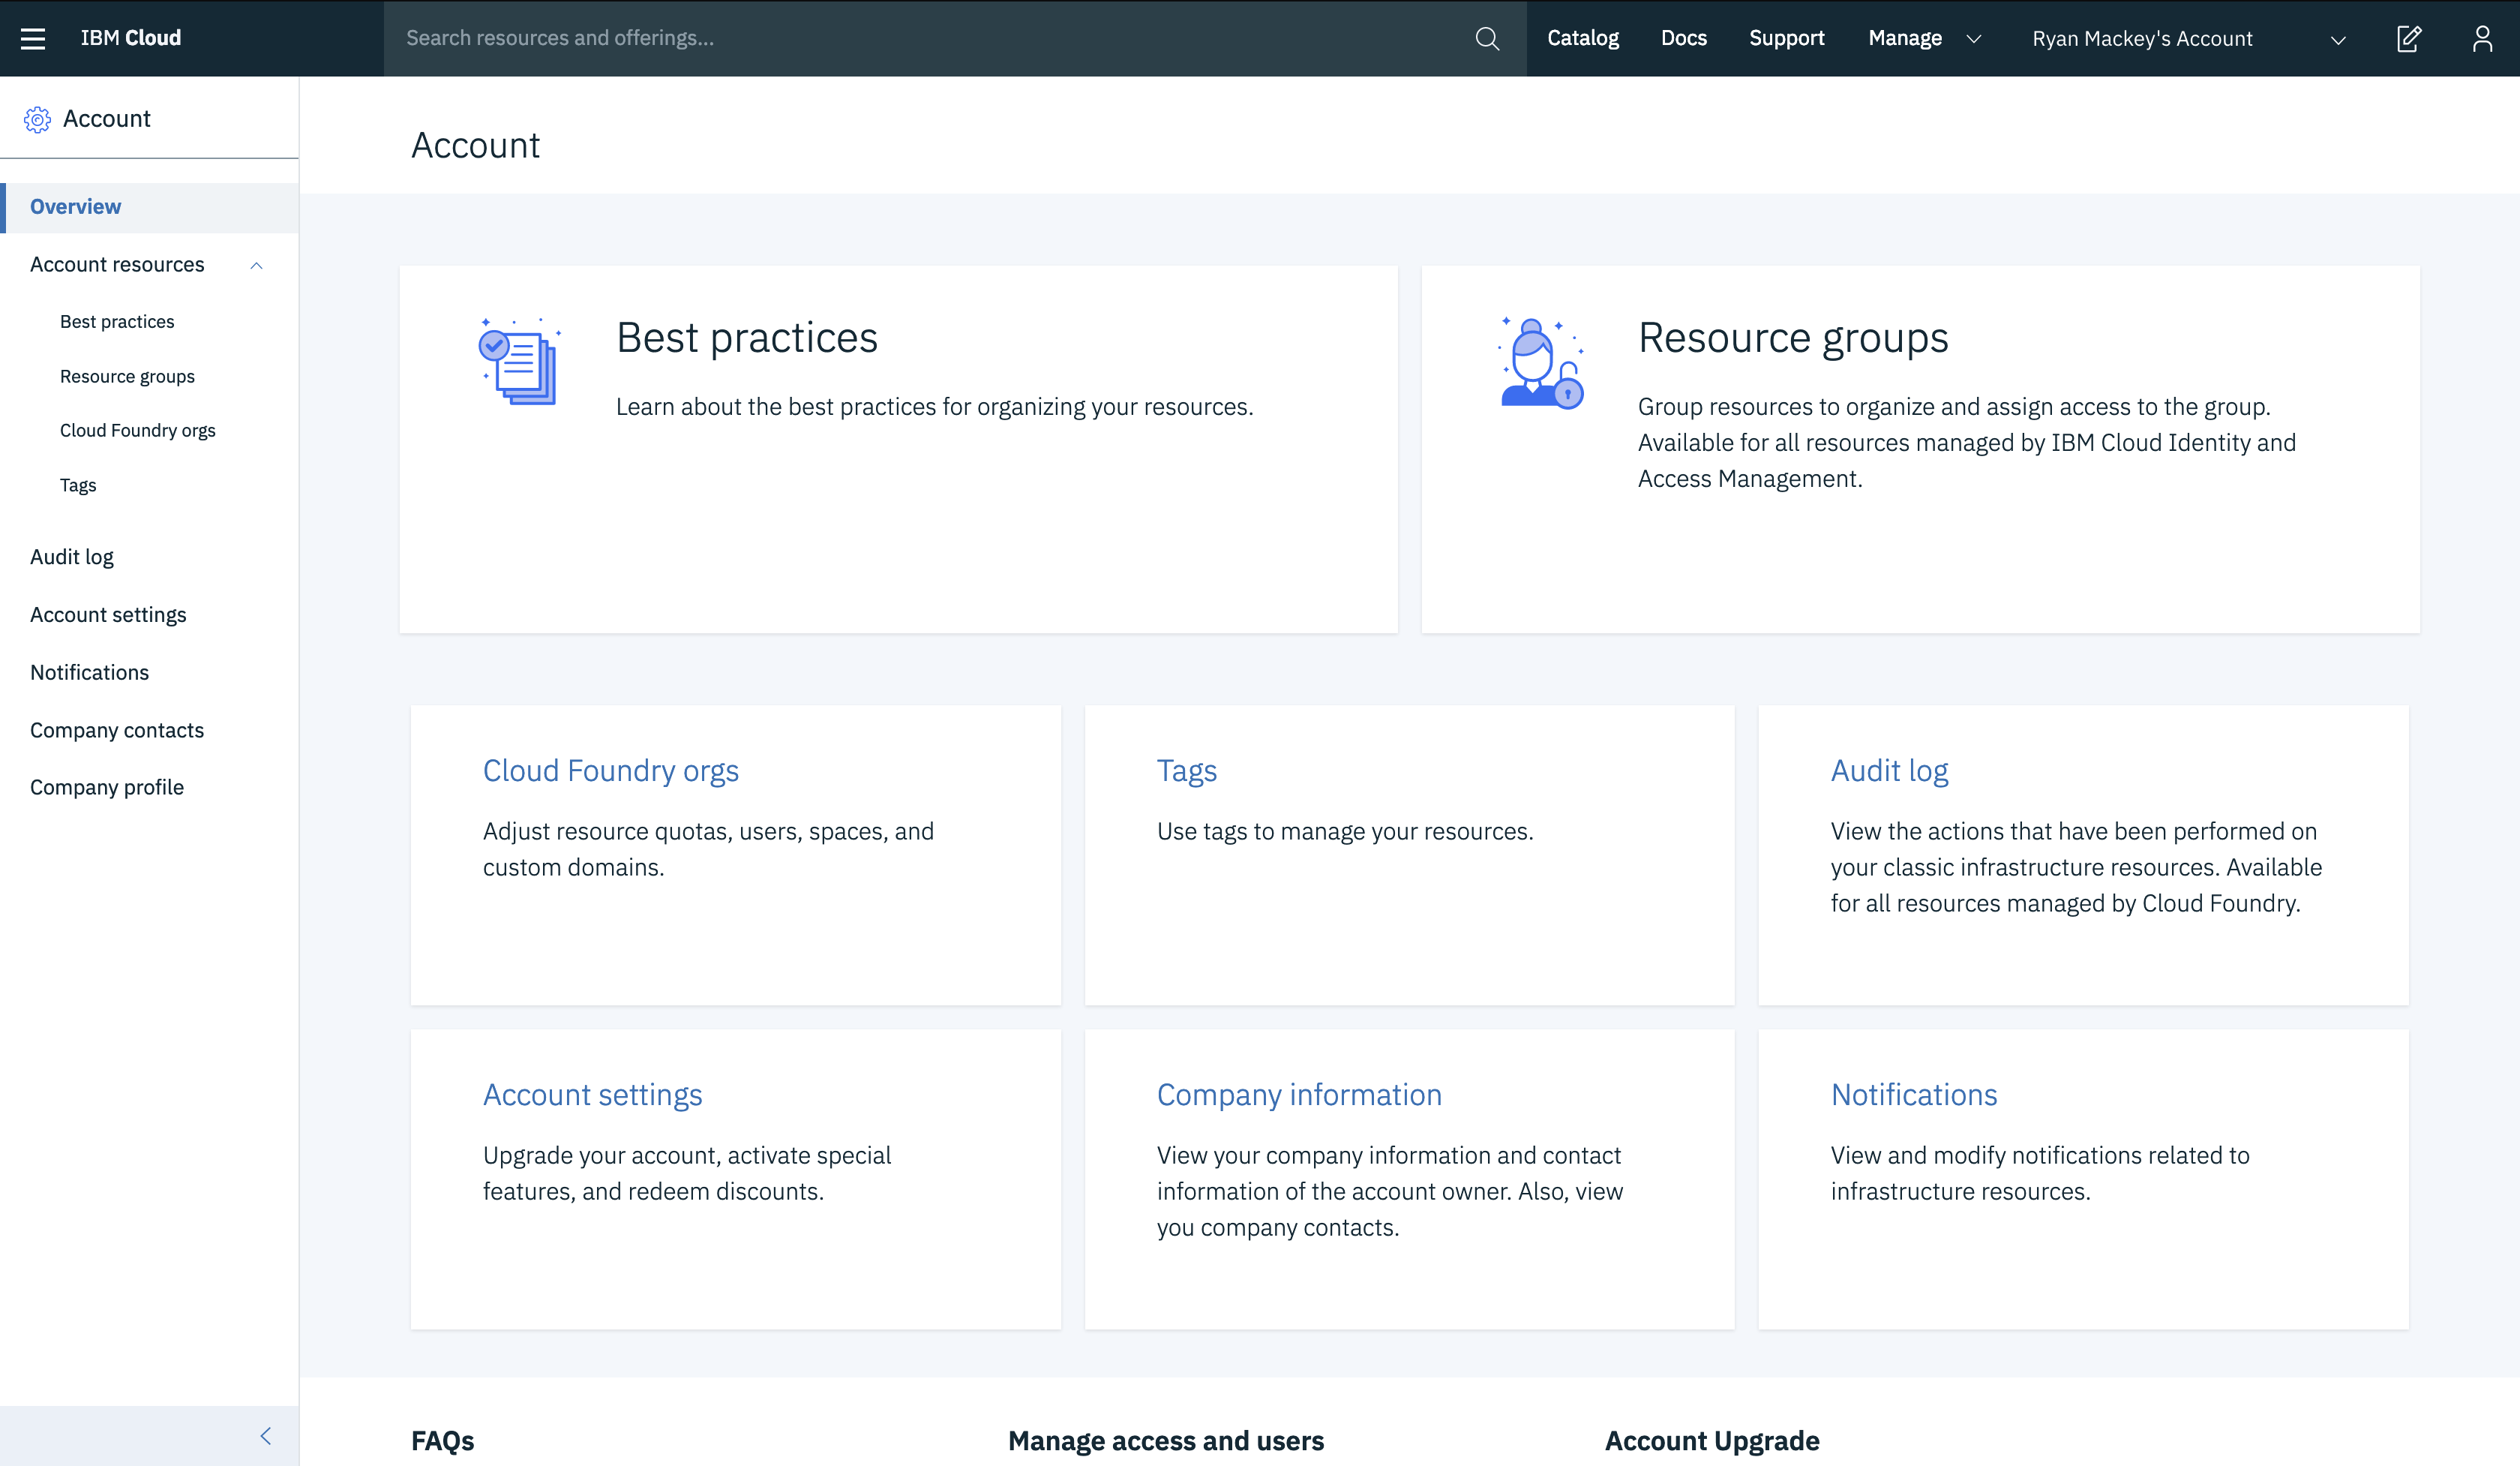 IBM Cloud
Search resources and offerings...
Catalog
Docs
Support
Manage
Ryan Mackey's Account
Account
Overview
Account resources
Best practices
Resource groups
Cloud Foundry orgs
Tags
Audit log
Account settings
Notifications
Company contacts
Company profile
Account
Best practices
Learn about the best practices for organizing your resources.
Resource groups
Group resources to organize and assign access to the group.
Available for all resources managed by IBM Cloud Identity and
Access Management.
Cloud Foundry orgs
Adjust resource quotas, users, spaces, and
custom domains.
Tags
Use tags to manage your resources.
Audit log
View the actions that have been performed on
your classic infrastructure resources. Available
for all resources managed by Cloud Foundry.
Account settings
Upgrade your account, activate special
features, and redeem discounts.
Company information
View your company information and contact
information of the account owner. Also, view
you company contacts.
Notifications
View and modify notifications related to
infrastructure resources.
FAQs
Manage access and users
Account Upgrade